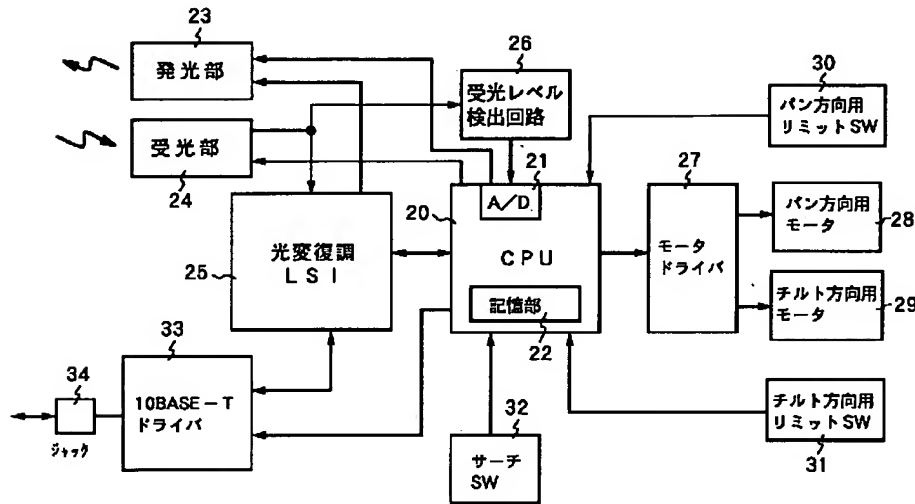 23
発光部
受光部
24
26
受光レベル
検出回路
30
パン方向用
リミットSW
21
A/D
20
CPU
記憶部
22
27
モータ
ドライバ
パン方向用
モータ
28
チルト方向用
モータ
29
25
光変復調
LSI
33
10BASE-T
ドライバ
34
ジャック
32
サーチ
SW
チルト方向用
リミットSW
31